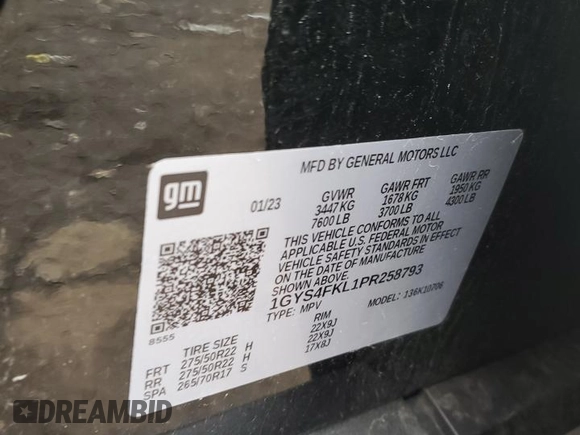 MFD BY GENERAL MOTORS LLC
gm
01/23 GVWR GAWR FRT GAWR RR
3447 KG 1678 KG 1950 KG
7600 LB 3700 LB 4300 LB
THIS VEHICLE CONFORMS TO ALL
APPLICABLE U.S. FEDERAL MOTOR
VEHICLE SAFETY STANDARDS IN EFFECT
ON THE DATE OF MANUFACTURE
SHOWN ABOVE.
1GYS4FKL1PR258793
TYPE: MPV MODEL: 136K10706
8555
TIRE SIZE RIM
FRT 275/50R22 H 22X9J
RR 275/50R22 H 22X9J
SPA 265/70R17 S 17X8J
DREAMBID